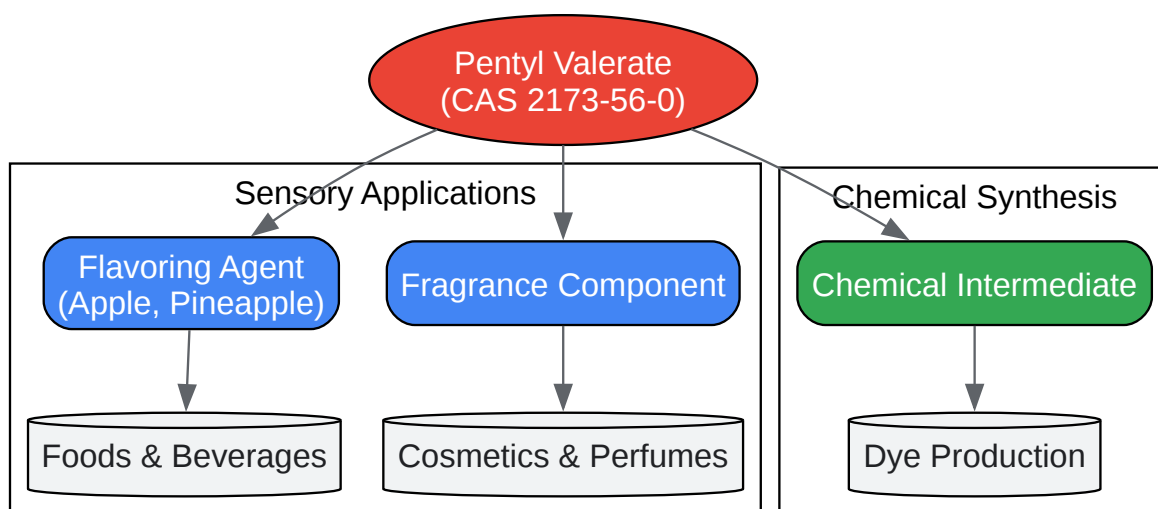 Pentyl Valerate
(CAS 2173-56-0)
Sensory Applications
Chemical Synthesis
Flavoring Agent
(Apple, Pineapple)
Fragrance Component
Chemical Intermediate
Foods & Beverages
Cosmetics & Perfumes
Dye Production